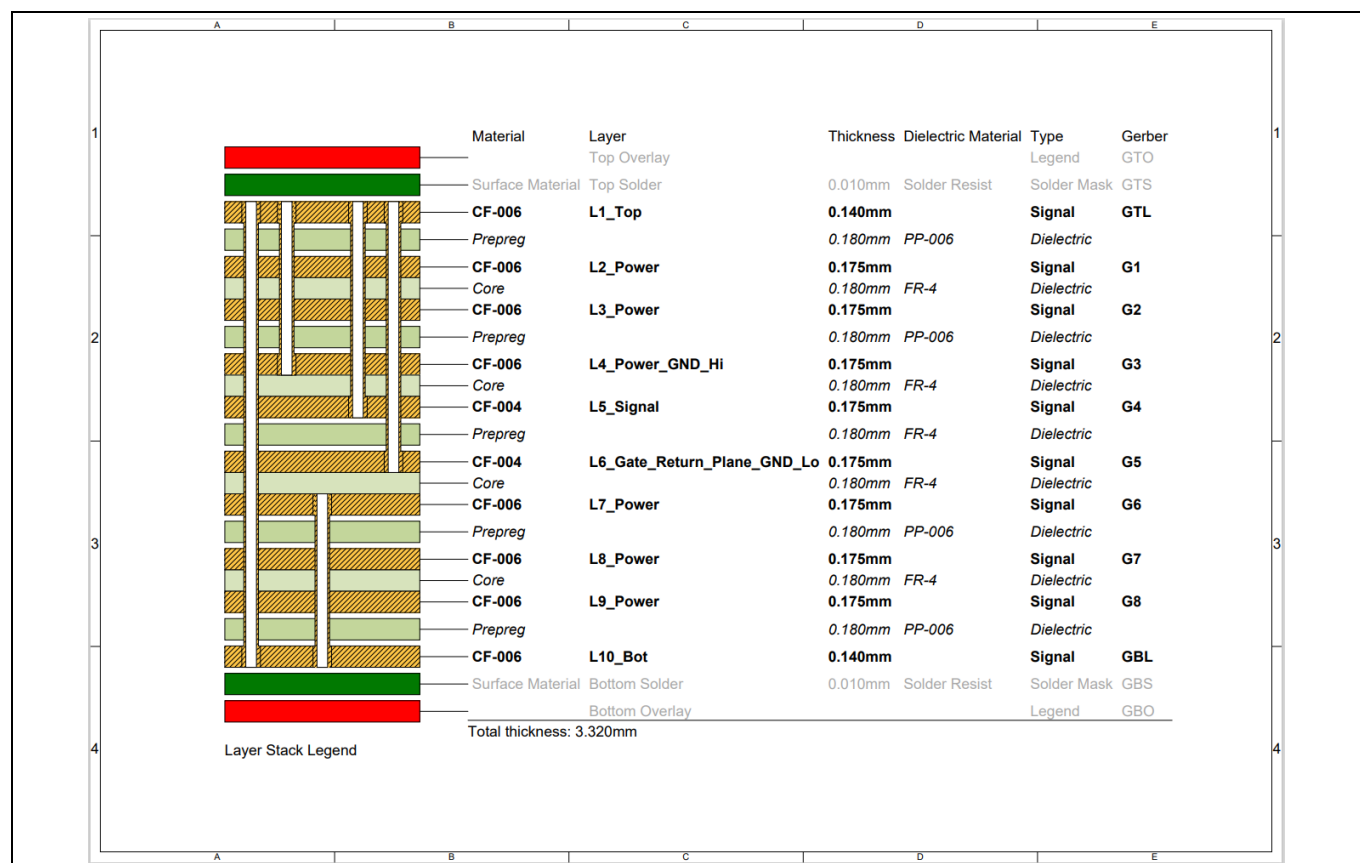 A B C D E
1 1
Material Layer Thickness Dielectric Material Type Gerber
Top Overlay Legend GTO
Surface Material Top Solder 0.010mm Solder Resist Solder Mask GTS
CF-006 L1_Top 0.140mm Signal GTL
Prepreg 0.180mm PP-006 Dielectric
CF-006 L2_Power 0.175mm Signal G1
Core 0.180mm FR-4 Dielectric
CF-006 L3_Power 0.175mm Signal G2
2 2
Prepreg 0.180mm PP-006 Dielectric
CF-006 L4_Power_GND_Hi 0.175mm Signal G3
Core 0.180mm FR-4 Dielectric
CF-004 L5_Signal 0.175mm Signal G4
Prepreg 0.180mm FR-4 Dielectric
CF-004 L6_Gate_Return_Plane_GND_Lo 0.175mm Signal G5
Core 0.180mm FR-4 Dielectric
CF-006 L7_Power 0.175mm Signal G6
Prepreg 0.180mm PP-006 Dielectric
3 3
CF-006 L8_Power 0.175mm Signal G7
Core 0.180mm FR-4 Dielectric
CF-006 L9_Power 0.175mm Signal G8
Prepreg 0.180mm PP-006 Dielectric
CF-006 L10_Bot 0.140mm Signal GBL
Surface Material Bottom Solder 0.010mm Solder Resist Solder Mask GBS
Bottom Overlay Legend GBO
Total thickness: 3.320mm
4 Layer Stack Legend 4
A B C D E